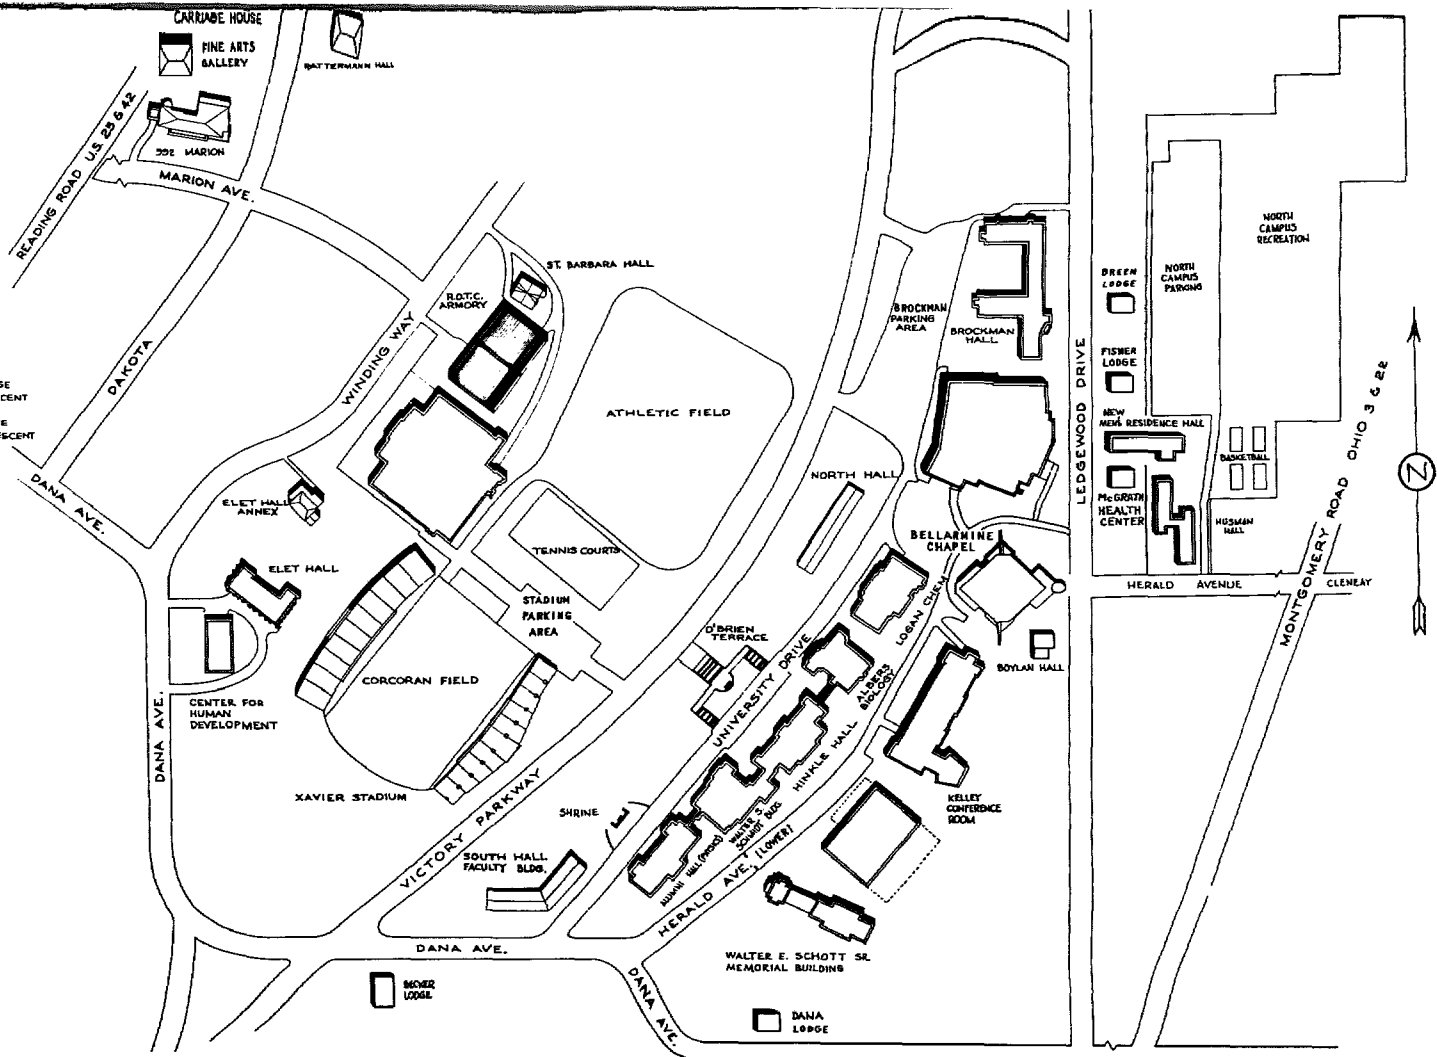 CARRIAGE HOUSE
FINE ARTS
GALLERY
RATTERMANN HALL
READING ROAD U.S. 25 & 42
992 MARION
MARION AVE.
ST. BARBARA HALL
R.O.T.C.
ARMORY
WINDING WAY
DAKOTA
CENT
SCENT
DANA AVE.
ATHLETIC FIELD
BROCKMAN
PARKING
AREA
BROCKMAN
HALL
LEDGEWOOD DRIVE
BREEN
LODGE
FISHER
LODGE
NEW
MEN'S RESIDENCE HALL
NORTH
CAMPUS
PARKING
NORTH
CAMPUS
RECREATION
BASKETBALL
McGRATH
HEALTH
CENTER
HUSMAN
HALL
MONTGOMERY ROAD OHIO 3 & 22
N
HERALD AVENUE
CLENEAY
ELET HALL
ANNEX
ELET HALL
TENNIS COURTS
STADIUM
PARKING
AREA
NORTH HALL
BELLARMINE
CHAPEL
LOGAN CHEM.
BOYLAN HALL
O'BRIEN
TERRACE
UNIVERSITY DRIVE
ALBERS
BIOLOGY
CORCORAN FIELD
CENTER FOR
HUMAN
DEVELOPMENT
DANA AVE.
XAVIER STADIUM
VICTORY PARKWAY
SHRINE
HINKLE HALL
WALTER S.
SCHMIDT BLDG.
ALUMNI HALL (PHYSICS)
HERALD AVE. (LOWER)
KELLEY
CONFERENCE
ROOM
SOUTH HALL
FACULTY BLDG.
DANA AVE.
WALTER E. SCHOTT SR.
MEMORIAL BUILDING
BECKER
LODGE
DANA AVE.
DANA
LODGE